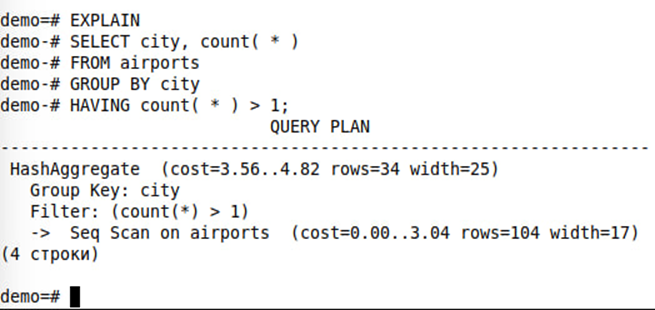 demo=# EXPLAIN
demo-# SELECT city, count( * )
demo-# FROM airports
demo-# GROUP BY city
demo-# HAVING count( * ) > 1;
QUERY PLAN
-----------------------------------------------------------------------------
HashAggregate  (cost=3.56..4.82 rows=34 width=25)
Group Key: city
Filter: (count(*) > 1)
->  Seq Scan on airports  (cost=0.00..3.04 rows=104 width=17)
(4 строки)
demo=#